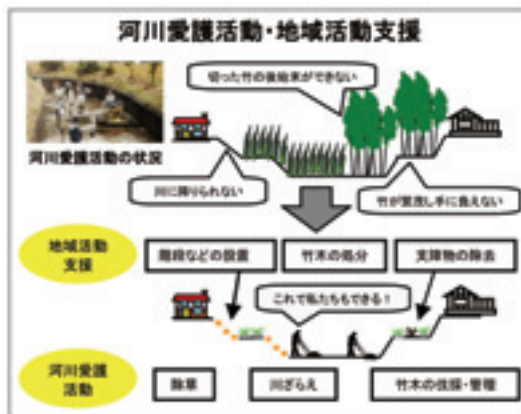 河川愛護活動・地域活動支援
切った竹の後始末ができない
河川愛護活動の状況
川に降りられない
竹が繁茂し手に負えない
地域活動
支援
階段などの設置
竹木の処分
支障物の除去
これで私たちもできる！
河川愛護
活動
除草
川ざらえ
竹木の伐採・管理